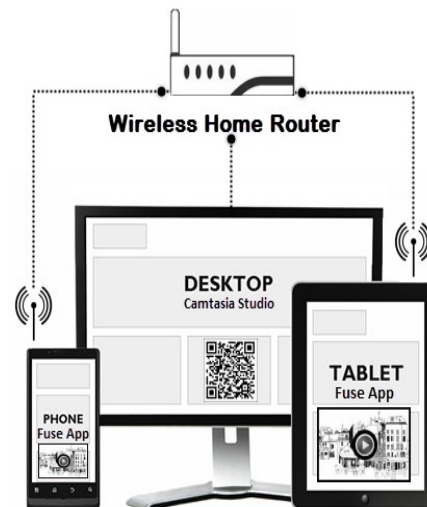 Wireless Home Router
DESKTOP
Camtasia Studio
PHONE
Fuse App
TABLET
Fuse App